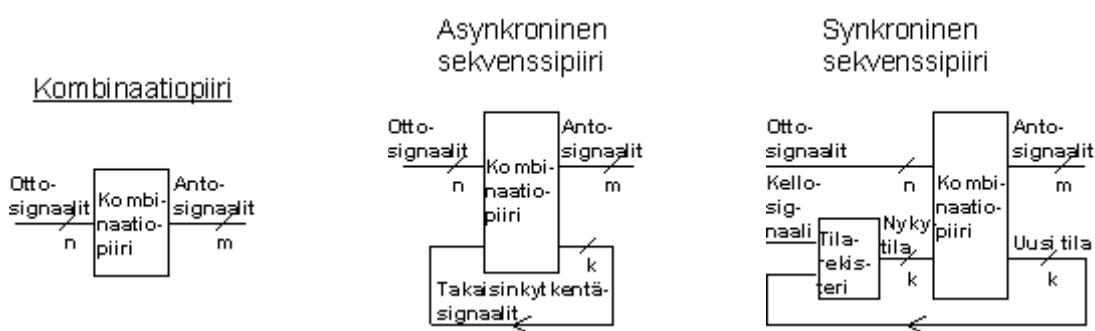 Kombinaatiopiiri
Otto-
signaalit
n
Kombi-
naatio-
piiri
Anto-
signaalit
m
Asynkroninen
sekvenssipiiri
Otto-
signaalit
n
Kombi-
naatio-
piiri
Anto-
signaalit
m
k
Takaisinkytkentä-
signaalit
Synkroninen
sekvenssipiiri
Otto-
signaalit
n
Kello-
sig-
naali
Tila-
rekis-
teri
Nyky
tila
k
Kombi-
naatio-
piiri
Anto-
signaalit
m
Uusi tila
k